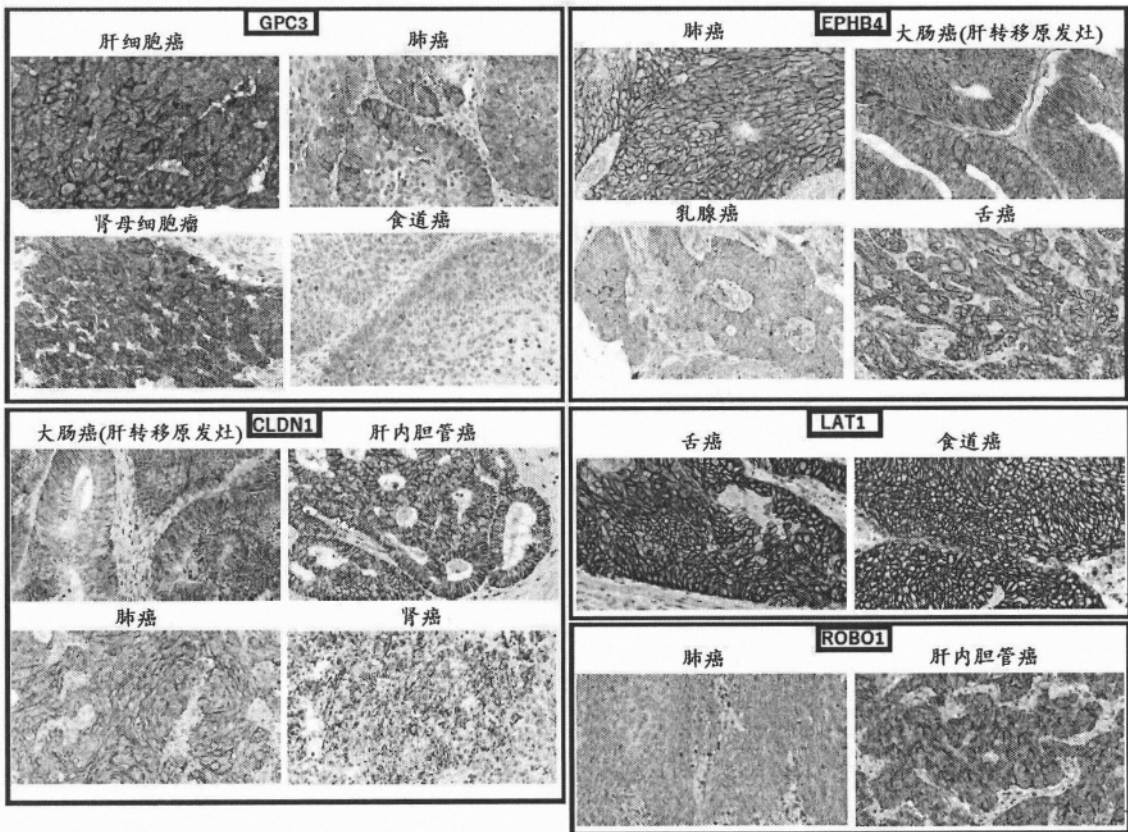 GPC3
肝细胞癌 肺癌
肾母细胞瘤 食道癌
EPHB4
肺癌 大肠癌(肝转移原发灶)
乳腺癌 舌癌
CLDN1
大肠癌(肝转移原发灶) 肝内胆管癌
肺癌 肾癌
LAT1
舌癌 食道癌
ROBO1
肺癌 肝内胆管癌